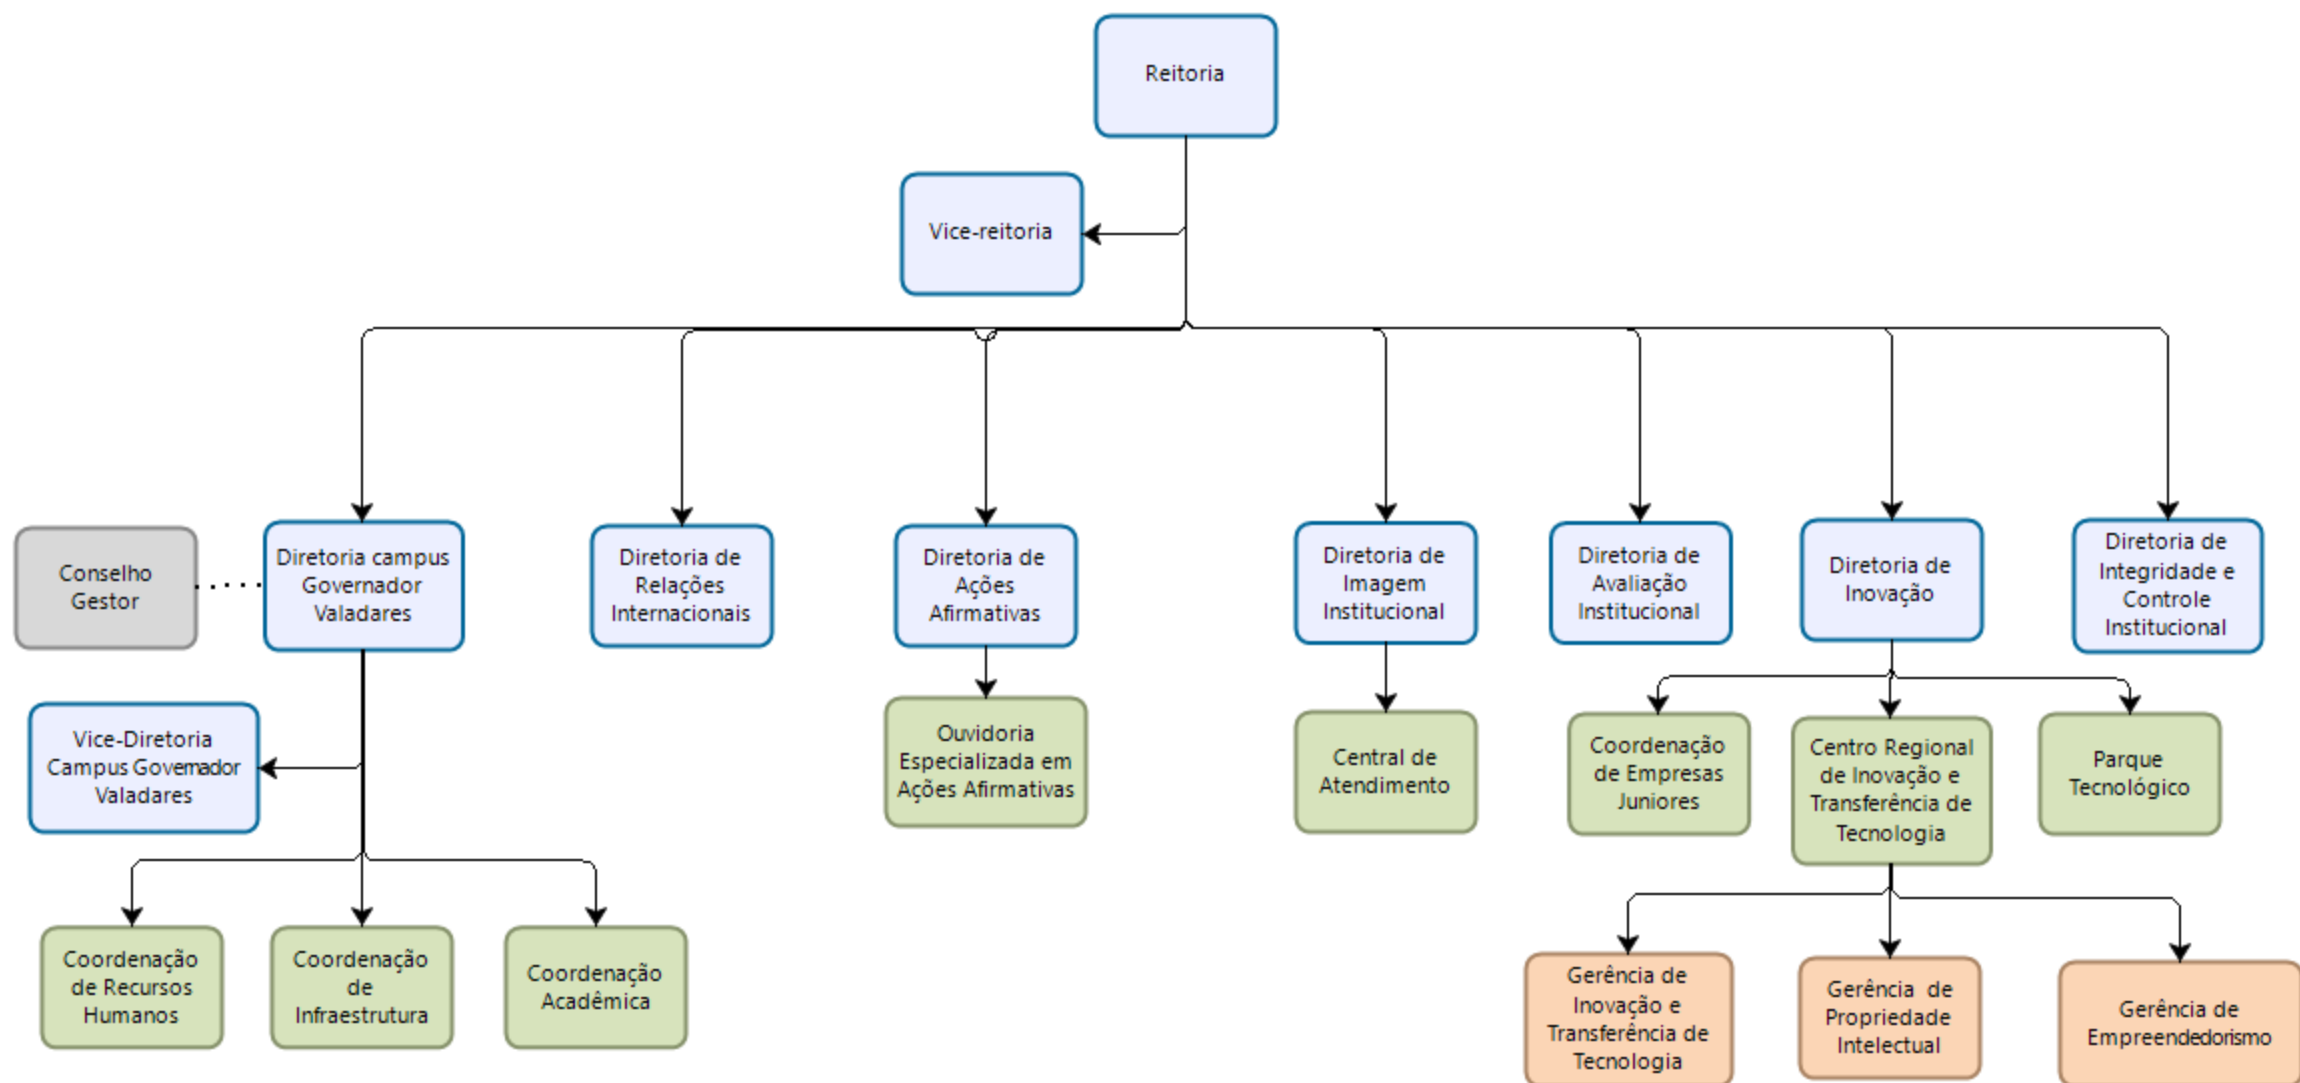 Reitoria
Vice-reitoria
Conselho
Gestor
Diretoria campus
Governador
Valadares
Diretoria de
Relações
Internacionais
Diretoria de
Ações
Afirmativas
Diretoria de
Imagem
Institucional
Diretoria de
Avaliação
Institucional
Diretoria de
Inovação
Diretoria de
Integridade e
Controle
Institucional
Vice-Diretoria
Campus Governador
Valadares
Ouvidoria
Especializada em
Ações Afirmativas
Central de
Atendimento
Coordenação
de Empresas
Juniores
Centro Regional
de Inovação e
Transferência de
Tecnologia
Parque
Tecnológico
Coordenação
de Recursos
Humanos
Coordenação
de
Infraestrutura
Coordenação
Acadêmica
Gerência de
Inovação e
Transferência de
Tecnologia
Gerência de
Propriedade
Intelectual
Gerência de
Empreendedorismo